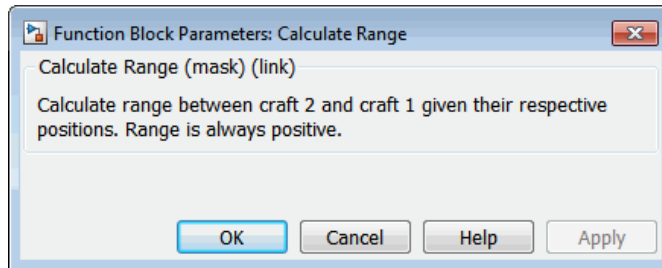 Function Block Parameters: Calculate Range
Calculate Range (mask) (link)
Calculate range between craft 2 and craft 1 given their respective
positions. Range is always positive.
OK Cancel Help Apply